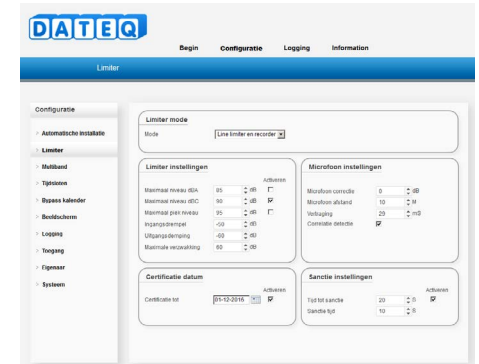 DATEQ
Begin Configuratie Logging Information
Limiter
Configuratie
Automatische installatie
Limiter
Multiband
Tijdsloten
Bypass kalender
Beeldscherm
Logging
Toegang
Eigenaar
Systeem
Limiter mode
Mode Line limiter en recorder
Limiter instellingen
Activeren
Maximaal niveau dBA 85 dB
Maximaal niveau dBC 99 dB
Maximaal piek niveau 95 dB
Ingangsdrempel -50 dB
Uitgangsdemping -60 dB
Maximale verzwakking 60 dB
Microfoon instellingen
Microfoon correctie 0 dB
Microfoon afstand 10 M
Vertraging 29 mS
Correlatie detectie
Certificatie datum
Activeren
Certificatie tot 01-12-2016
Sanctie instellingen
Activeren
Tijd tot sanctie 20 S
Sanctie tijd 10 S